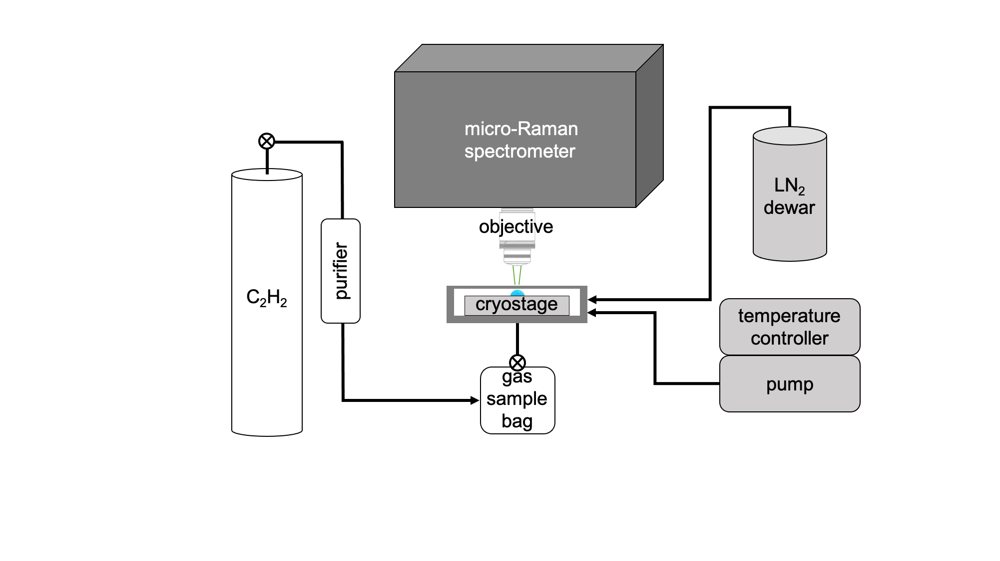 micro-Raman
spectrometer
objective
cryostage
C₂H₂
purifier
gas
sample
bag
LN₂
dewar
temperature
controller
pump